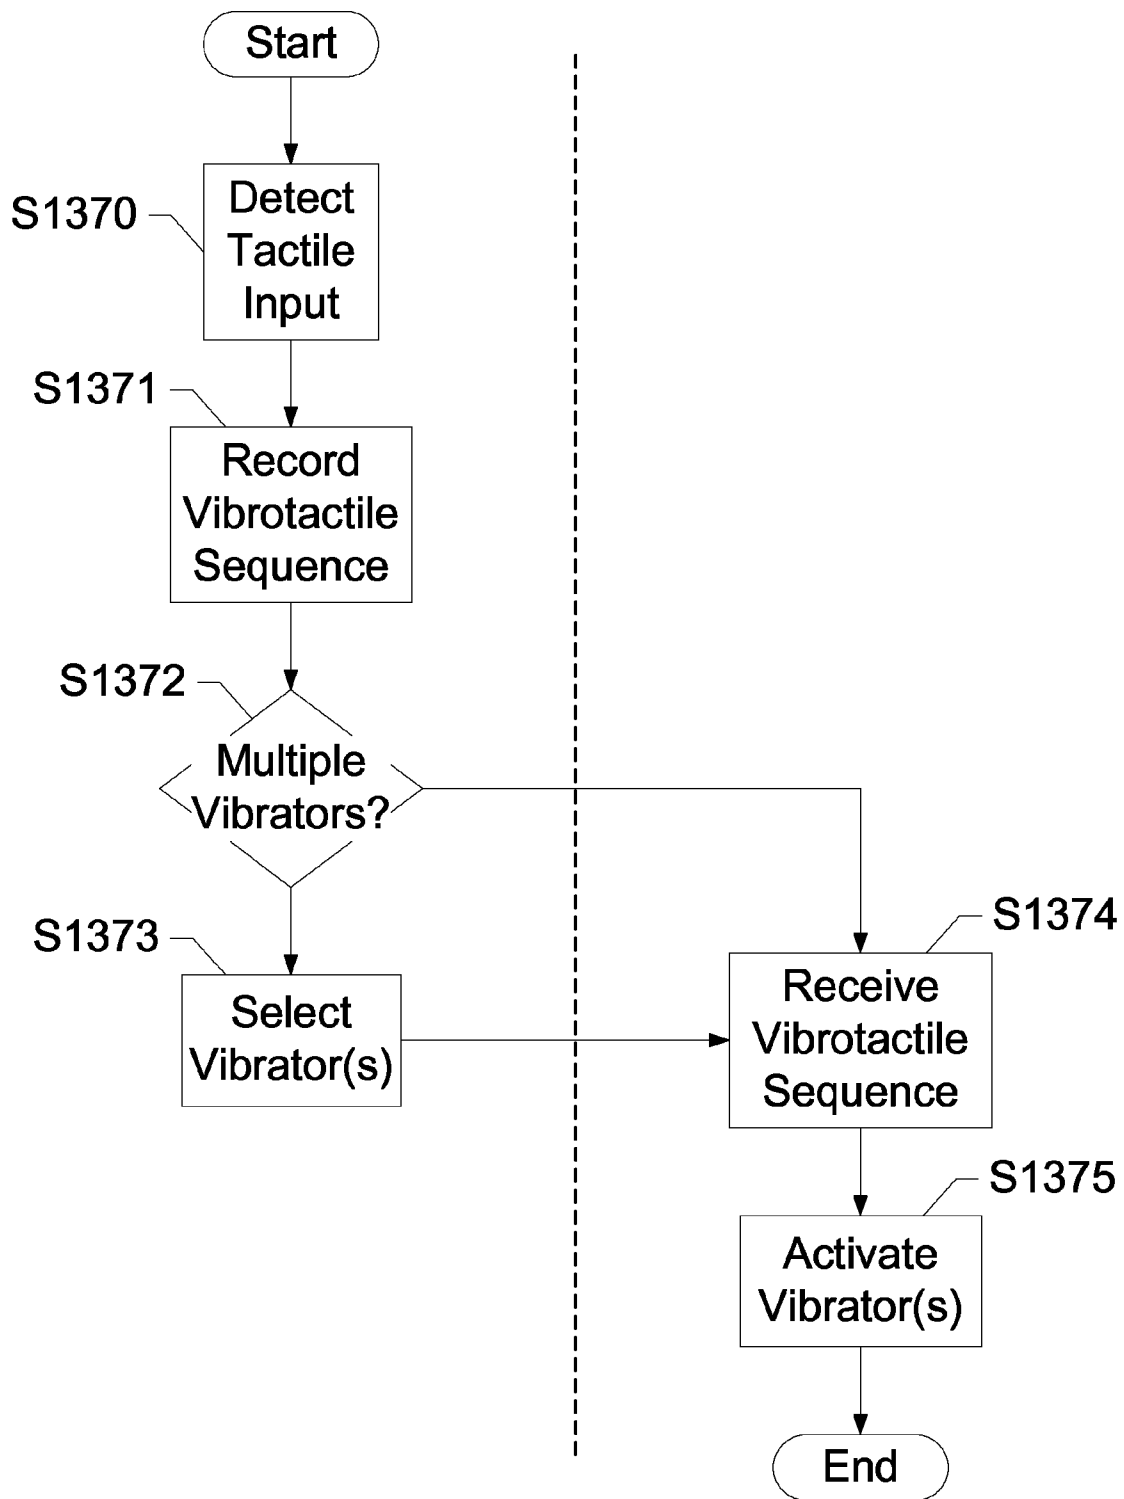 Start
S1370
Detect
Tactile
Input
S1371
Record
Vibrotactile
Sequence
S1372
Multiple
Vibrators?
S1373
Select
Vibrator(s)
S1374
Receive
Vibrotactile
Sequence
S1375
Activate
Vibrator(s)
End